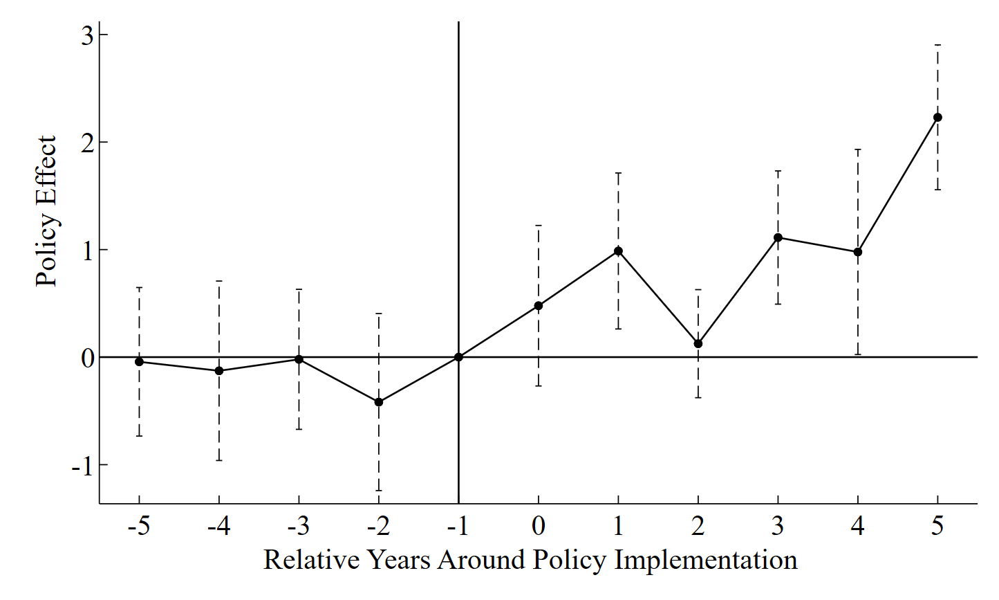 3
2
1
0
-1
Policy Effect
-5 -4 -3 -2 -1 0 1 2 3 4 5
Relative Years Around Policy Implementation